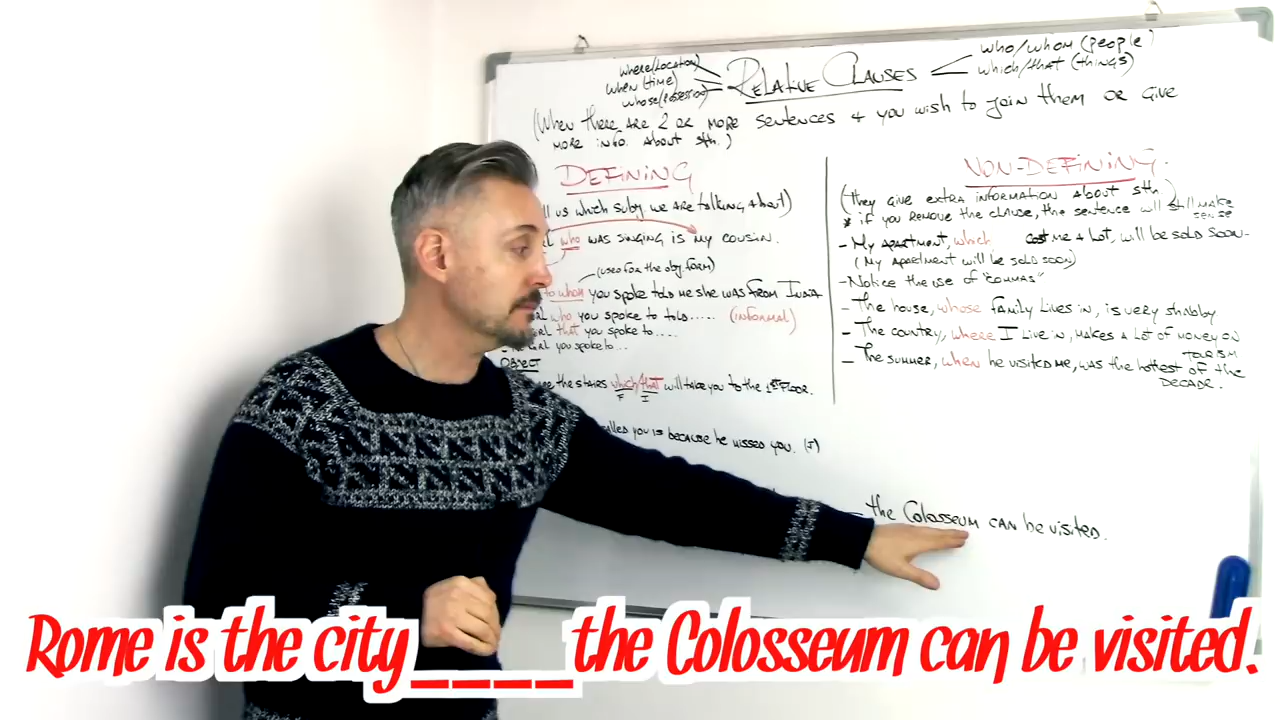 where(location)
when(time)
whose(possession)
RELATIVE CLAUSES
who/whom (people)
which/that (things)
(When there are 2 or more sentences + you wish to join them or give
more info. about sth.)
DEFINING
us which subj we are talking about)
who was singing is my cousin.
(used for the obj. form)
to whom you spoke told me she was from India
who you spoke to told..... (informal)
that you spoke to.....
you spoke to...
OBJECT
the stairs which/that will take you to the 1st floor.
F I
you is because he missed you. (S)
NON-DEFINING.
(they give extra information about sth.)
* if you remove the clause, the sentence will still make
sense
- My apartment, which cost me a lot, will be sold soon-
(My apartment will be sold soon)
- Notice the use of "commas"
- The house, whose family lives in, is very shabby.
- The country, where I live in, makes a lot of money on
tourism
- The summer, when he visited me, was the hottest of the
decade.
the Colosseum can be visited.
Rome is the city ____ the Colosseum can be visited.